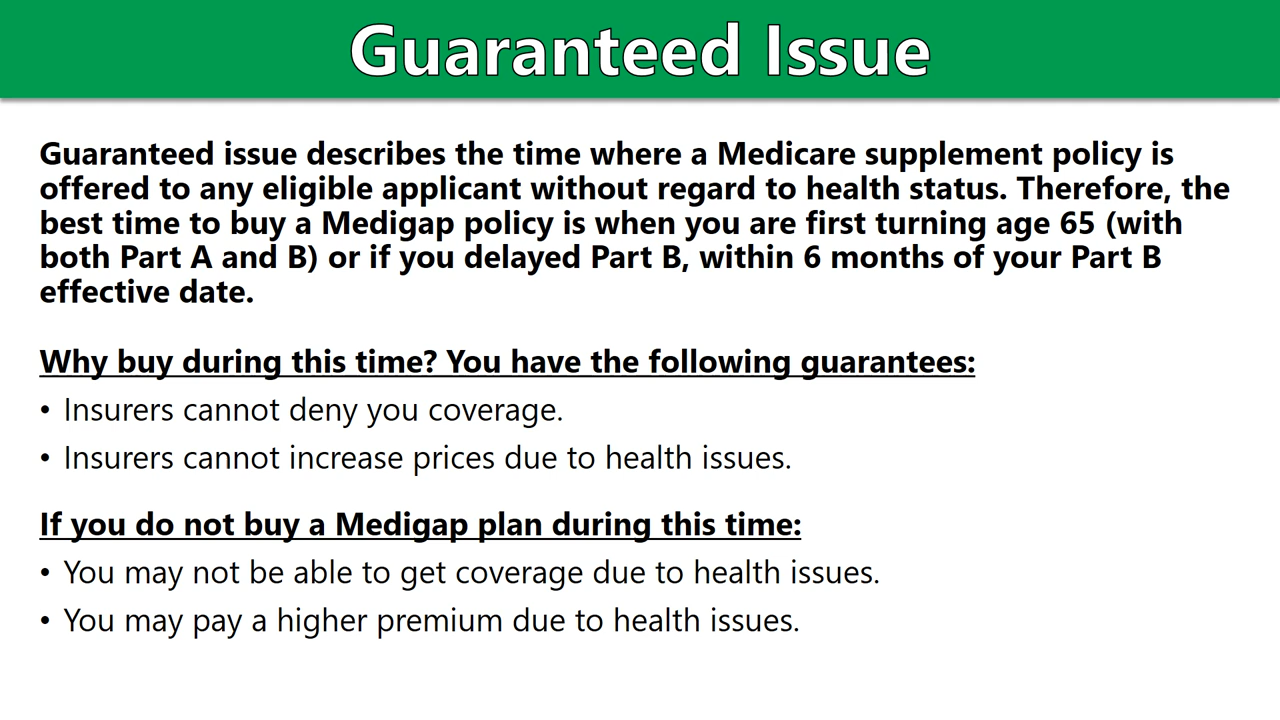 Guaranteed Issue
Guaranteed issue describes the time where a Medicare supplement policy is
offered to any eligible applicant without regard to health status. Therefore, the
best time to buy a Medigap policy is when you are first turning age 65 (with
both Part A and B) or if you delayed Part B, within 6 months of your Part B
effective date.
Why buy during this time? You have the following guarantees:
• Insurers cannot deny you coverage.
• Insurers cannot increase prices due to health issues.
If you do not buy a Medigap plan during this time:
• You may not be able to get coverage due to health issues.
• You may pay a higher premium due to health issues.